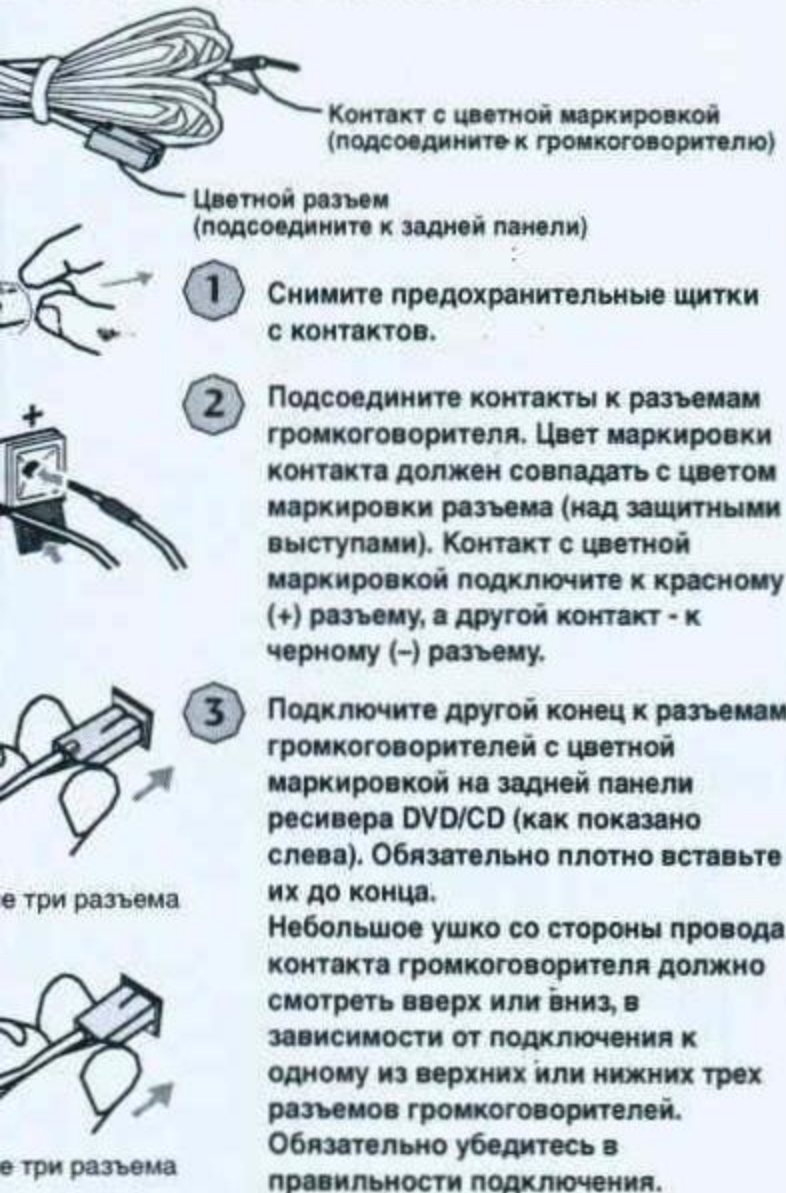 Контакт с цветной маркировкой
(подсоедините к громкоговорителю)
Цветной разъем
(подсоедините к задней панели)
1
Снимите предохранительные щитки
с контактов.
+
2
Подсоедините контакты к разъемам
громкоговорителя. Цвет маркировки
контакта должен совпадать с цветом
маркировки разъема (над защитными
выступами). Контакт с цветной
маркировкой подключите к красному
(+) разъему, а другой контакт - к
черному (–) разъему.
3
Подключите другой конец к разъемам
громкоговорителей с цветной
маркировкой на задней панели
ресивера DVD/CD (как показано
слева). Обязательно плотно вставьте
их до конца.
Небольшое ушко со стороны провода
контакта громкоговорителя должно
смотреть вверх или вниз, в
зависимости от подключения к
одному из верхних или нижних трех
разъемов громкоговорителей.
Обязательно убедитесь в
правильности подключения.
е три разъема
е три разъема